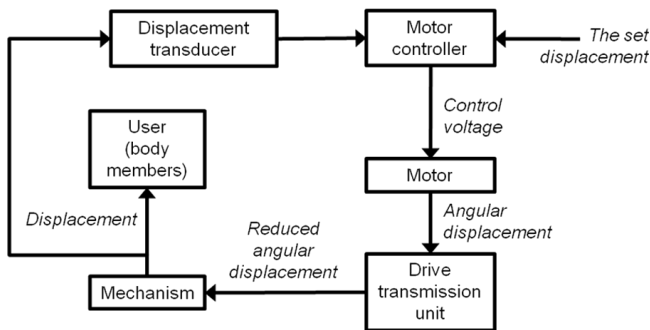 Displacement
transducer
Motor
controller
The set
displacement
Control
voltage
User
(body
members)
Motor
Displacement
Reduced
angular
displacement
Angular
displacement
Mechanism
Drive
transmission
unit